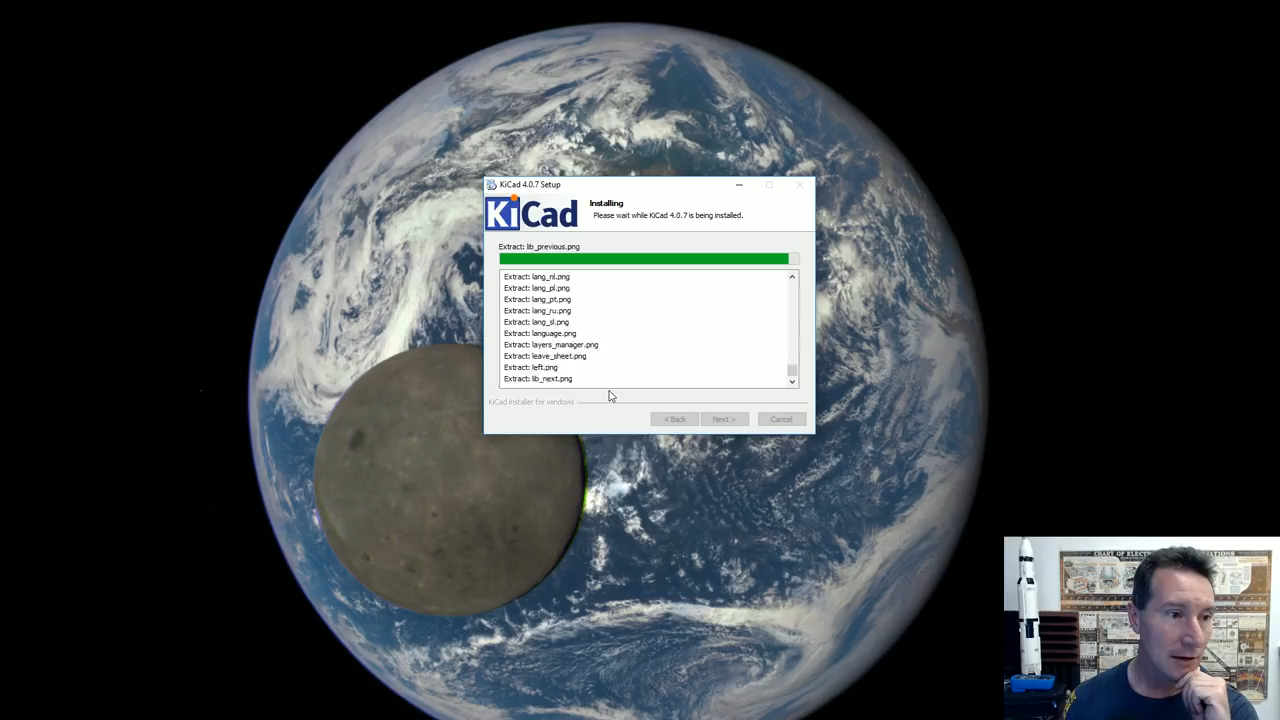 KiCad 4.0.7 Setup
KiCad
Installing
Please wait while KiCad 4.0.7 is being installed.
Extract: lib_previous.png
Extract: lang_nl.png
Extract: lang_pl.png
Extract: lang_pt.png
Extract: lang_ru.png
Extract: lang_sl.png
Extract: language.png
Extract: layers_manager.png
Extract: leave_sheet.png
Extract: left.png
Extract: lib_next.png
KiCad installer for windows
< Back
Next >
Cancel
CHART OF